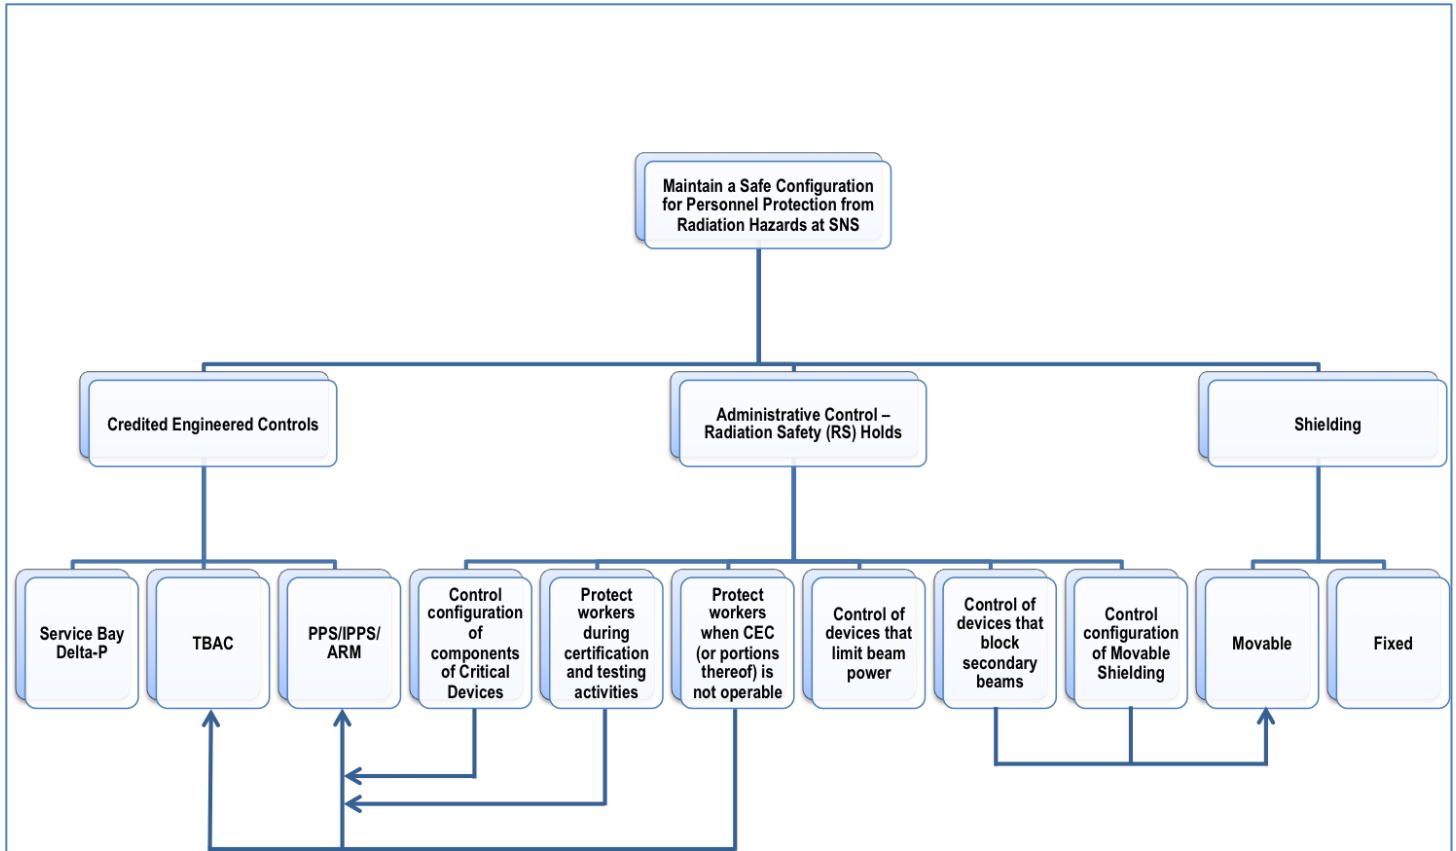 Maintain a Safe Configuration
for Personnel Protection from
Radiation Hazards at SNS
Credited Engineered Controls
Administrative Control –
Radiation Safety (RS) Holds
Shielding
Service Bay
Delta-P
TBAC
PPS/IPPS/
ARM
Control
configuration
of
components
of Critical
Devices
Protect
workers
during
certification
and testing
activities
Protect
workers
when CEC
(or portions
thereof) is
not operable
Control of
devices that
limit beam
power
Control of
devices that
block
secondary
beams
Control
configuration
of Movable
Shielding
Movable
Fixed